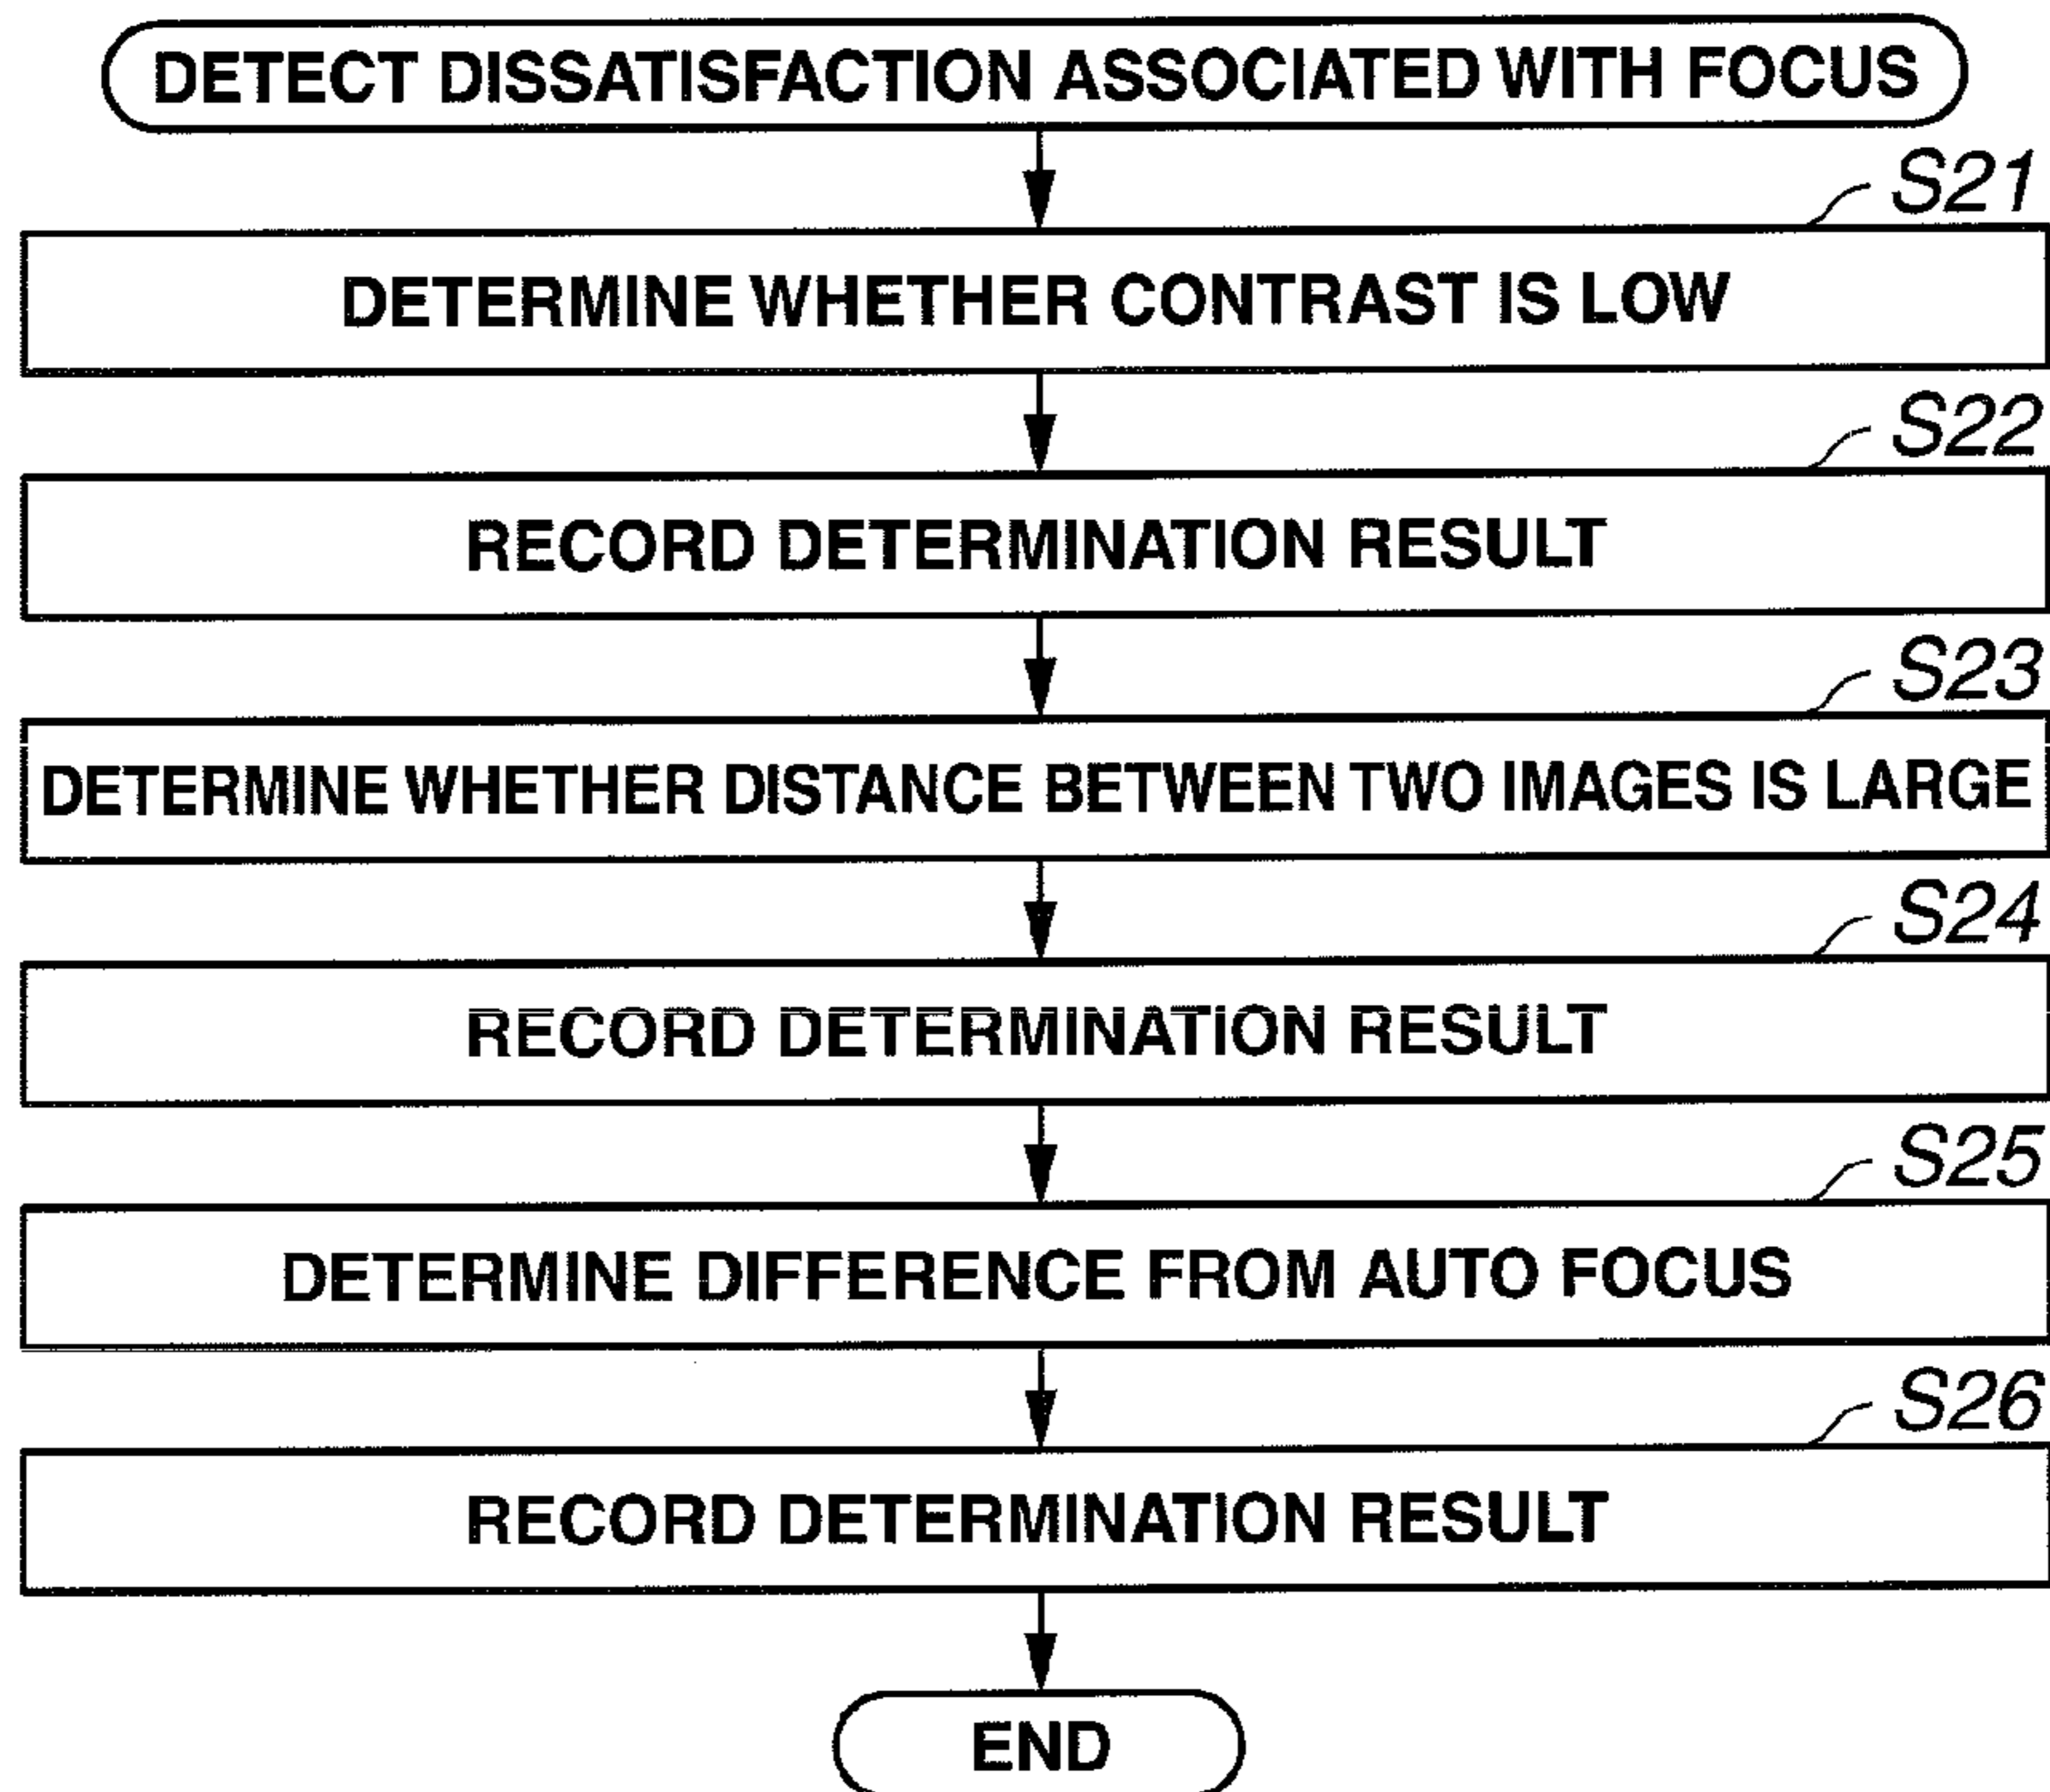 DETECT DISSATISFACTION ASSOCIATED WITH FOCUS
S21
DETERMINE WHETHER CONTRAST IS LOW
S22
RECORD DETERMINATION RESULT
S23
DETERMINE WHETHER DISTANCE BETWEEN TWO IMAGES IS LARGE
S24
RECORD DETERMINATION RESULT
S25
DETERMINE DIFFERENCE FROM AUTO FOCUS
S26
RECORD DETERMINATION RESULT
END